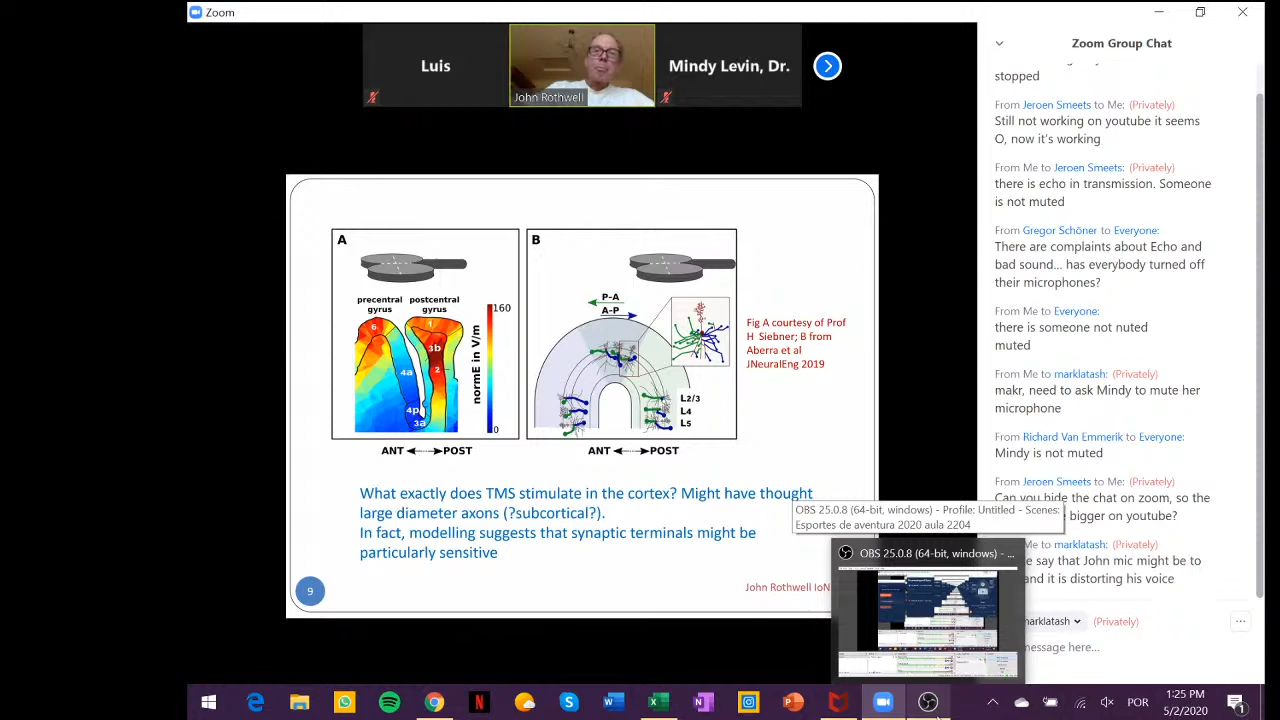 Zoom
Luis
John Rothwell
Mindy Levin, Dr.
Zoom Group Chat
stopped
From Jeroen Smeets to Me: (Privately)
Still not working on youtube it seems
O, now it's working
From Me to Jeroen Smeets: (Privately)
there is echo in transmission. Someone
is not muted
From Gregor Schöner to Everyone:
There are complaints about Echo and
bad sound... has everybody turned off
their microphones?
From Me to Everyone:
there is someone not nuted
muted
From Me to marklatash: (Privately)
makr, need to ask Mindy to mute her
microphone
From Richard Van Emmerik to Everyone:
Mindy is not muted
From Jeroen Smeets to Me: (Privately)
Can you hide the chat on zoom, so the
bigger on youtube?
Me to marklatash: (Privately)
say that John mic might be to
and it is distorting his voice
marklatash (Privately)
...
message here...
A
precentral
gyrus
postcentral
gyrus
6
1
3b
4a
2
4p
3a
160
normE in V/m
0
ANT POST
B
P-A
A-P
L2/3
L4
L5
ANT POST
Fig A courtesy of Prof
H Siebner; B from
Aberra et al
JNeuralEng 2019
What exactly does TMS stimulate in the cortex? Might have thought
large diameter axons (?subcortical?).
In fact, modelling suggests that synaptic terminals might be
particularly sensitive
9
John Rothwell IoN
OBS 25.0.8 (64-bit, windows) - Profile: Untitled - Scenes:
Esportes de aventura 2020 aula 2204
OBS 25.0.8 (64-bit, windows) - ...
POR
1:25 PM
5/2/2020
1